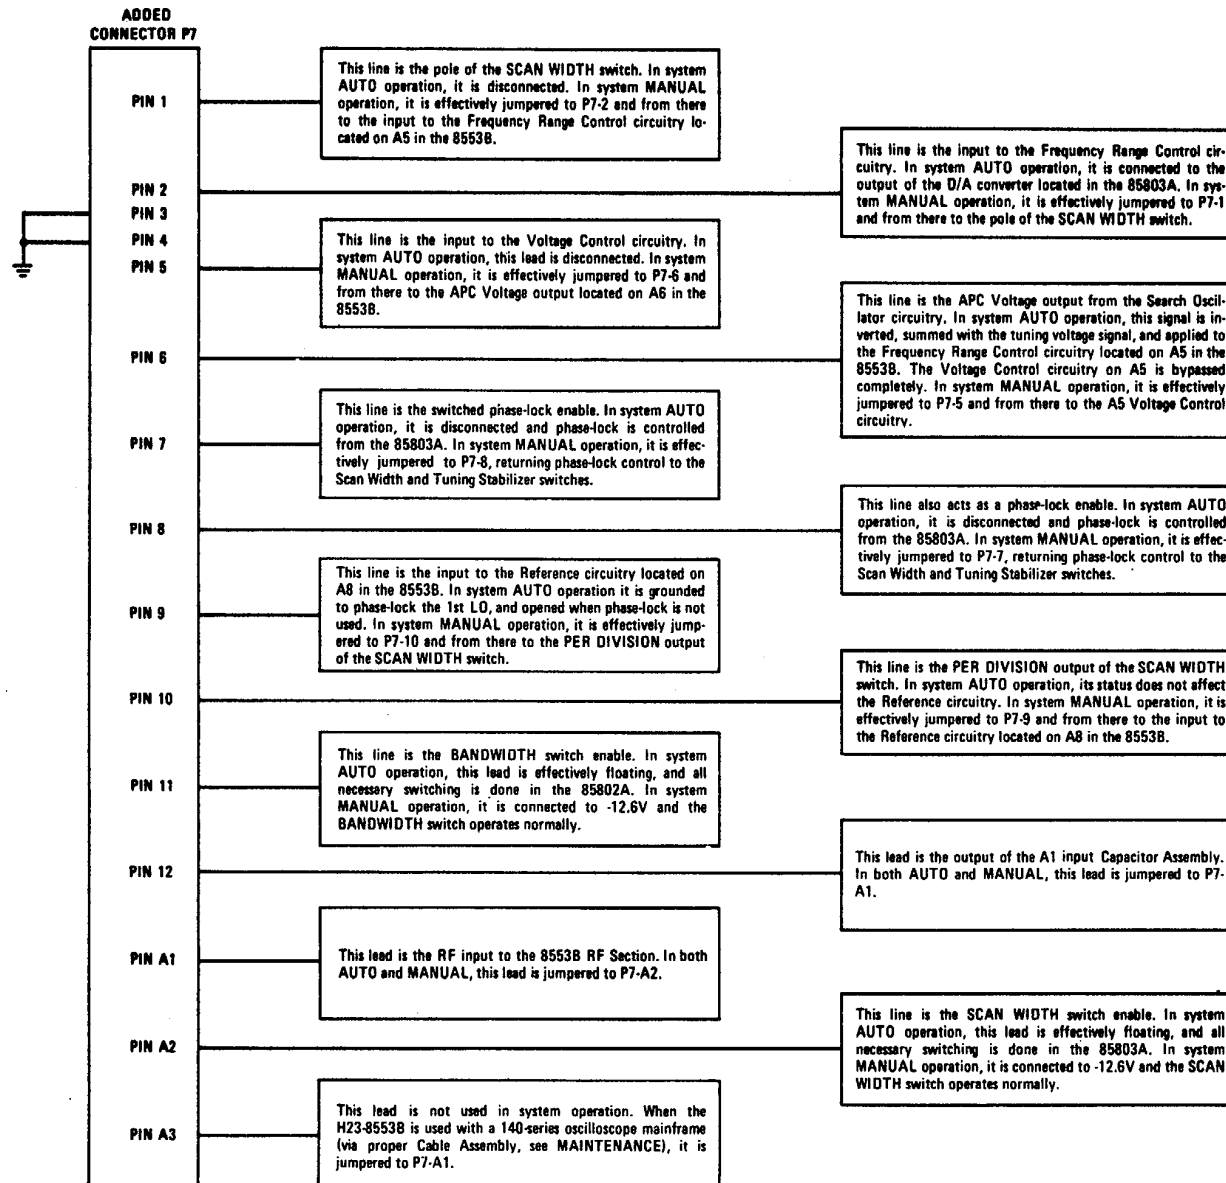 ADDED
CONNECTOR P7
PIN 1
This line is the pole of the SCAN WIDTH switch. In system
AUTO operation, it is disconnected. In system MANUAL
operation, it is effectively jumpered to P7-2 and from there
to the input to the Frequency Range Control circuitry lo-
cated on A5 in the 8553B.
PIN 2
This line is the input to the Frequency Range Control cir-
cuitry. In system AUTO operation, it is connected to the
output of the D/A converter located in the 85803A. In sys-
tem MANUAL operation, it is effectively jumpered to P7-1
and from there to the pole of the SCAN WIDTH switch.
PIN 3
PIN 4
PIN 5
This line is the input to the Voltage Control circuitry. In
system AUTO operation, this lead is disconnected. In system
MANUAL operation, it is effectively jumpered to P7-6 and
from there to the APC Voltage output located on A6 in the
8553B.
PIN 6
This line is the APC Voltage output from the Search Oscil-
lator circuitry. In system AUTO operation, this signal is in-
verted, summed with the tuning voltage signal, and applied to
the Frequency Range Control circuitry located on A5 in the
8553B. The Voltage Control circuitry on A5 is bypassed
completely. In system MANUAL operation, it is effectively
jumpered to P7-5 and from there to the A5 Voltage Control
circuitry.
PIN 7
This line is the switched phase-lock enable. In system AUTO
operation, it is disconnected and phase-lock is controlled
from the 85803A. In system MANUAL operation, it is effec-
tively jumpered to P7-8, returning phase-lock control to the
Scan Width and Tuning Stabilizer switches.
PIN 8
This line also acts as a phase-lock enable. In system AUTO
operation, it is disconnected and phase-lock is controlled
from the 85803A. In system MANUAL operation, it is effec-
tively jumpered to P7-7, returning phase-lock control to the
Scan Width and Tuning Stabilizer switches.
PIN 9
This line is the input to the Reference circuitry located on
A8 in the 8553B. In system AUTO operation it is grounded
to phase-lock the 1st LO, and opened when phase-lock is not
used. In system MANUAL operation, it is effectively jump-
ered to P7-10 and from there to the PER DIVISION output
of the SCAN WIDTH switch.
PIN 10
This line is the PER DIVISION output of the SCAN WIDTH
switch. In system AUTO operation, its status does not affect
the Reference circuitry. In system MANUAL operation, it is
effectively jumpered to P7-9 and from there to the input to
the Reference circuitry located on A8 in the 8553B.
PIN 11
This line is the BANDWIDTH switch enable. In system
AUTO operation, this lead is effectively floating, and all
necessary switching is done in the 85802A. In system
MANUAL operation, it is connected to -12.6V and the
BANDWIDTH switch operates normally.
PIN 12
This lead is the output of the A1 input Capacitor Assembly.
In both AUTO and MANUAL, this lead is jumpered to P7-
A1.
PIN A1
This lead is the RF input to the 8553B RF Section. In both
AUTO and MANUAL, this lead is jumpered to P7-A2.
PIN A2
This line is the SCAN WIDTH switch enable. In system
AUTO operation, this lead is effectively floating, and all
necessary switching is done in the 85803A. In system
MANUAL operation, it is connected to -12.6V and the SCAN
WIDTH switch operates normally.
PIN A3
This lead is not used in system operation. When the
H23-8553B is used with a 140-series oscilloscope mainframe
(via proper Cable Assembly, see MAINTENANCE), it is
jumpered to P7-A1.